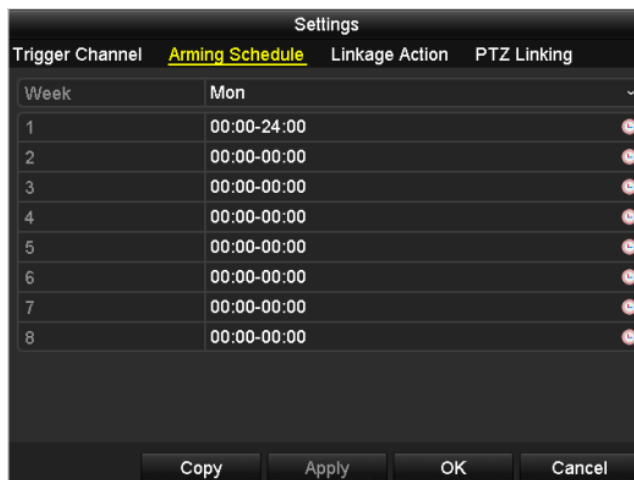 Settings
Trigger Channel Arming Schedule Linkage Action PTZ Linking
Week Mon
1 00:00-24:00
2 00:00-00:00
3 00:00-00:00
4 00:00-00:00
5 00:00-00:00
6 00:00-00:00
7 00:00-00:00
8 00:00-00:00
Copy Apply OK Cancel